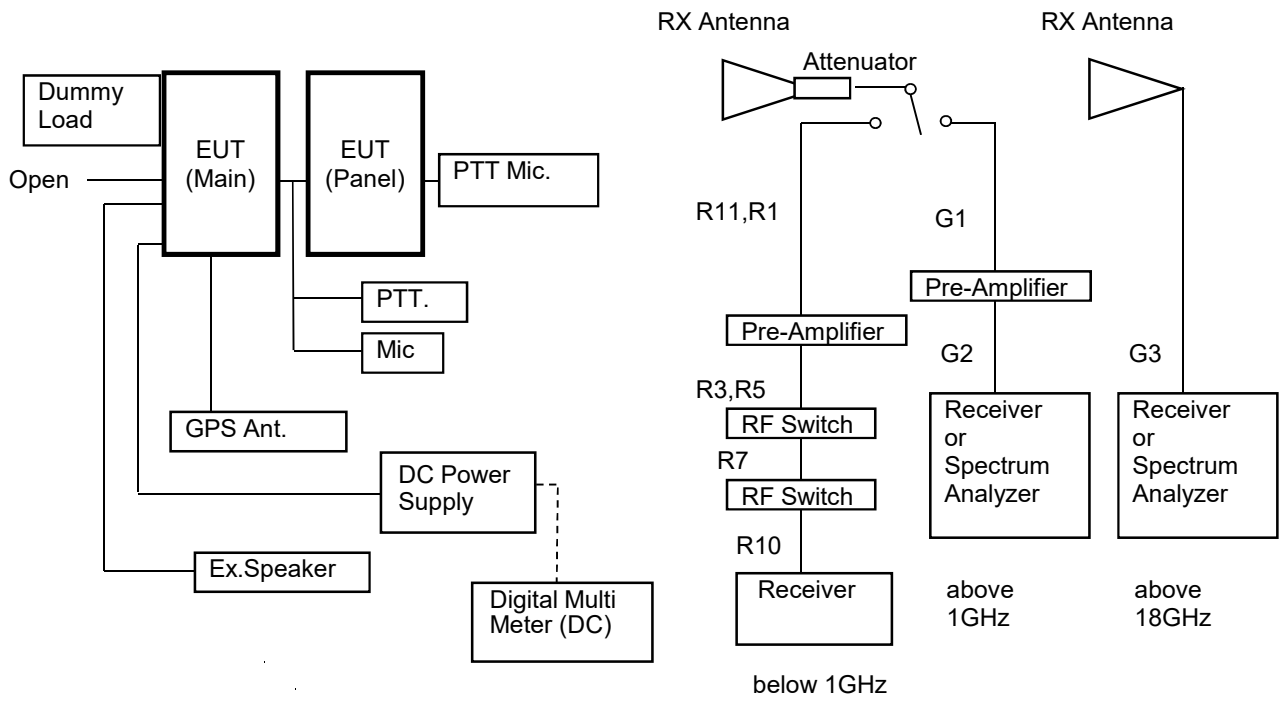 RX Antenna
RX Antenna
Attenuator
Dummy
Load
EUT
(Main)
EUT
(Panel)
PTT Mic.
Open
R11,R1
G1
Pre-Amplifier
PTT.
Pre-Amplifier
Mic
G2
G3
R3,R5
GPS Ant.
RF Switch
Receiver
or
Spectrum
Analyzer
Receiver
or
Spectrum
Analyzer
R7
DC Power
Supply
RF Switch
R10
Ex.Speaker
Digital Multi
Meter (DC)
Receiver
above
1GHz
above
18GHz
below 1GHz